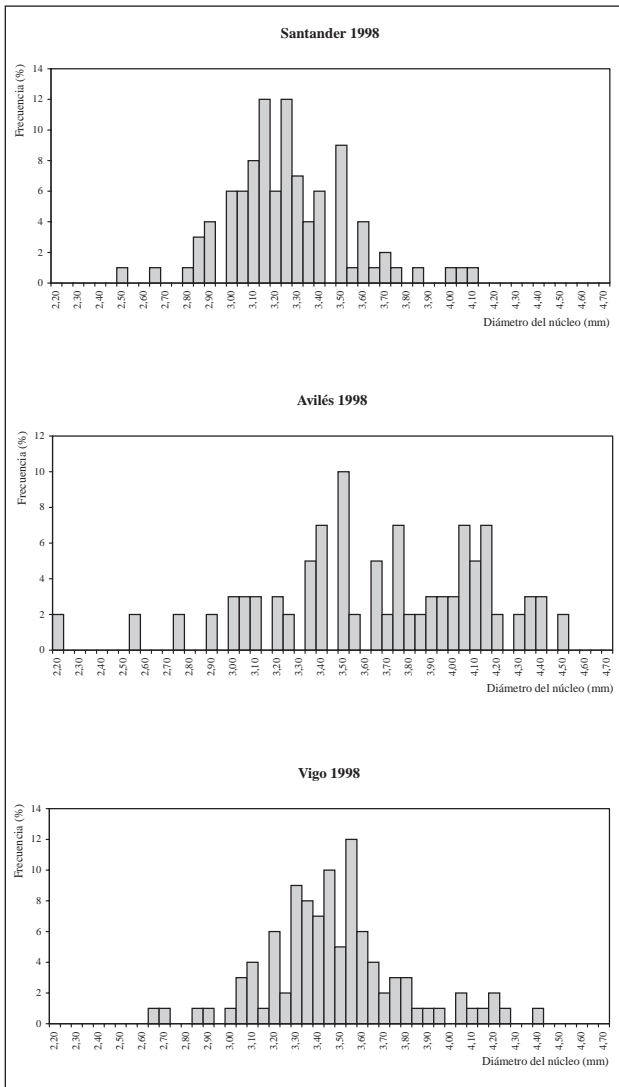 Santander 1998
Frecuencia (%)
14
12
10
8
6
4
2
0
2,20 2,30 2,40 2,50 2,60 2,70 2,80 2,90 3,00 3,10 3,20 3,30 3,40 3,50 3,60 3,70 3,80 3,90 4,00 4,10 4,20 4,30 4,40 4,50 4,60 4,70
Diámetro del núcleo (mm)
Avilés 1998
Frecuencia (%)
12
10
8
6
4
2
0
2,20 2,30 2,40 2,50 2,60 2,70 2,80 2,90 3,00 3,10 3,20 3,30 3,40 3,50 3,60 3,70 3,80 3,90 4,00 4,10 4,20 4,30 4,40 4,50 4,60 4,70
Diámetro del núcleo (mm)
Vigo 1998
Frecuencia (%)
14
12
10
8
6
4
2
0
2,20 2,30 2,40 2,50 2,60 2,70 2,80 2,90 3,00 3,10 3,20 3,30 3,40 3,50 3,60 3,70 3,80 3,90 4,00 4,10 4,20 4,30 4,40 4,50 4,60 4,70
Diámetro del núcleo (mm)